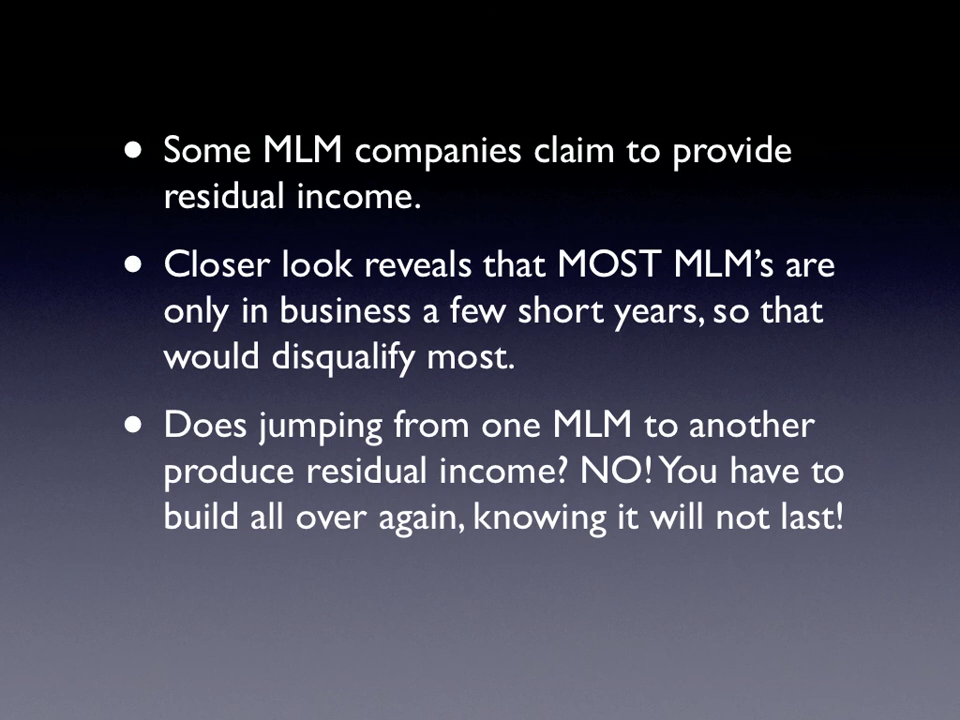 • Some MLM companies claim to provide
residual income.
• Closer look reveals that MOST MLM’s are
only in business a few short years, so that
would disqualify most.
• Does jumping from one MLM to another
produce residual income? NO! You have to
build all over again, knowing it will not last!